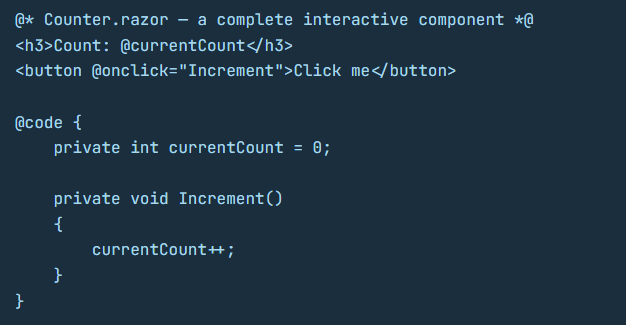 @* Counter.razor — a complete interactive component *@
<h3>Count: @currentCount</h3>
<button @onclick="Increment">Click me</button>

@code {
    private int currentCount = 0;

    private void Increment()
    {
        currentCount++;
    }
}